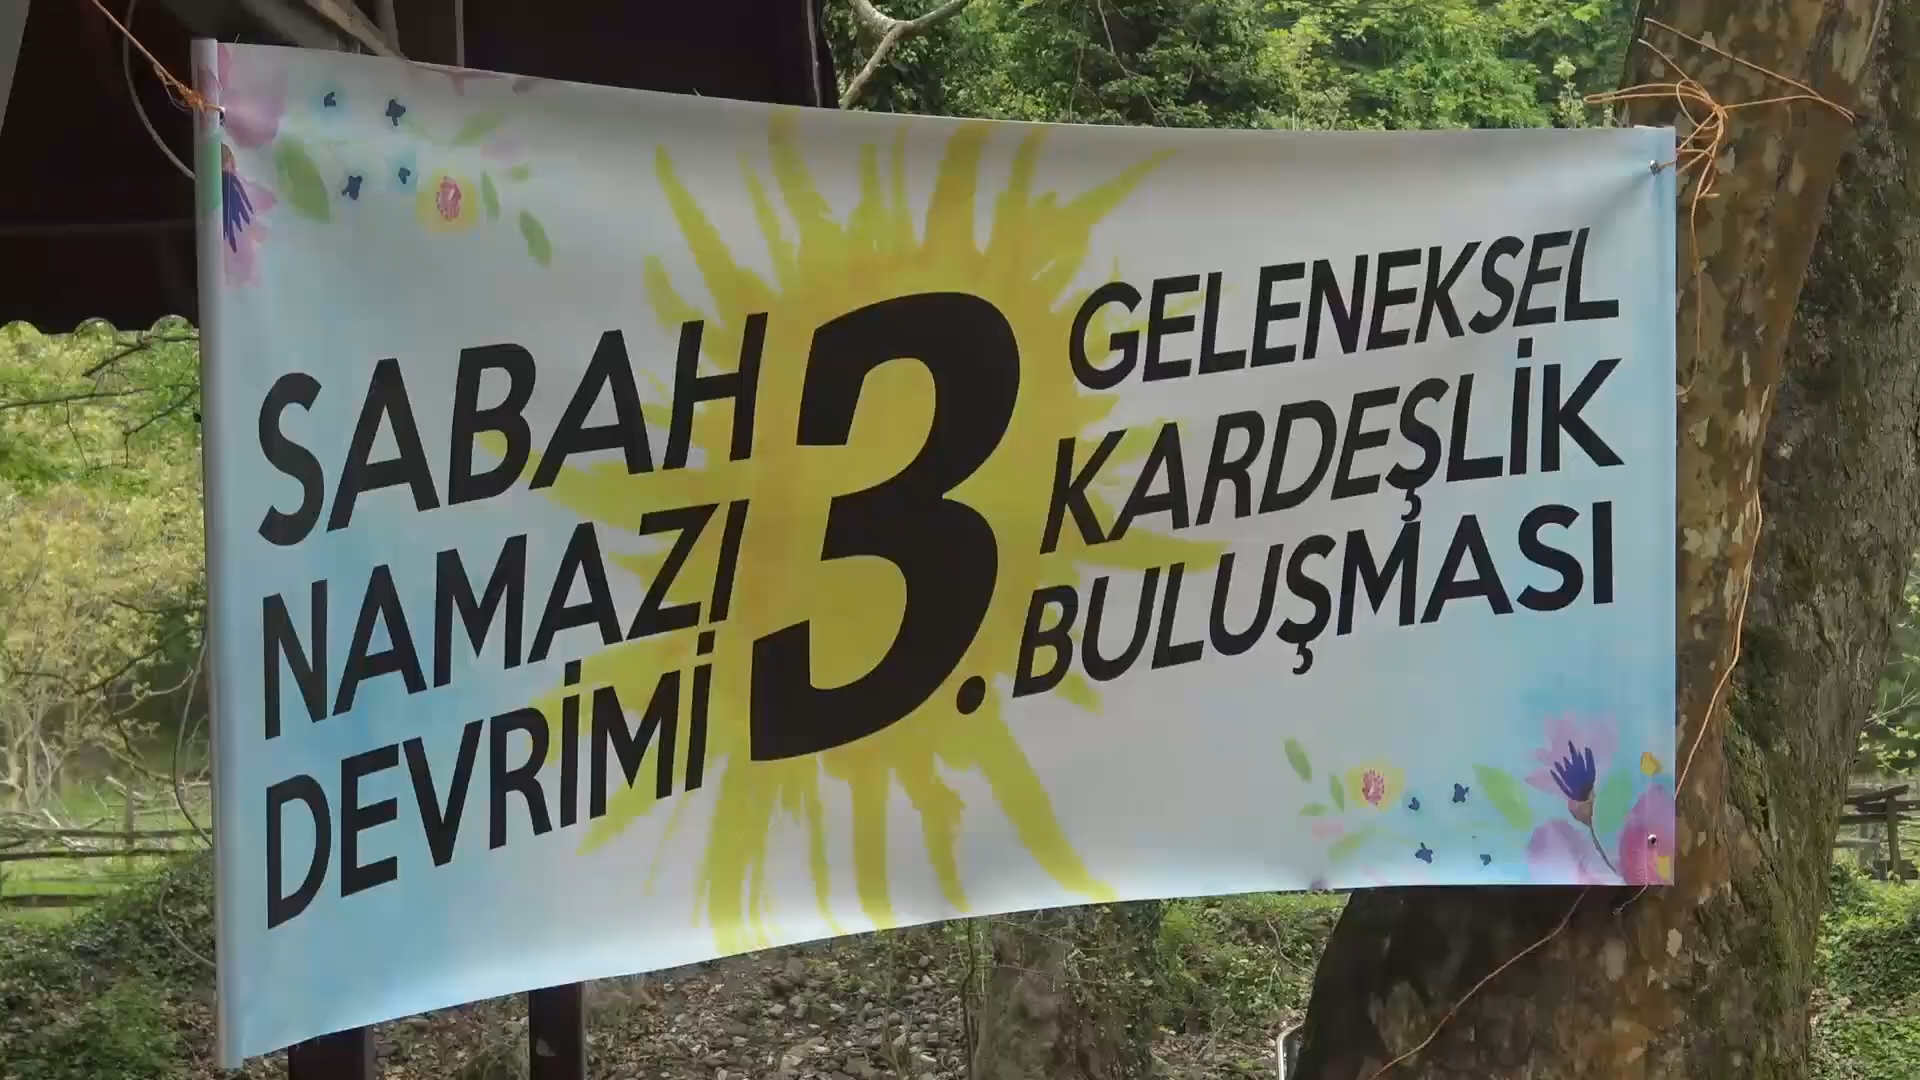 SABAH
NAMAZI
DEVRİMİ
3.
GELENEKSEL
KARDEŞLİK
BULUŞMASI